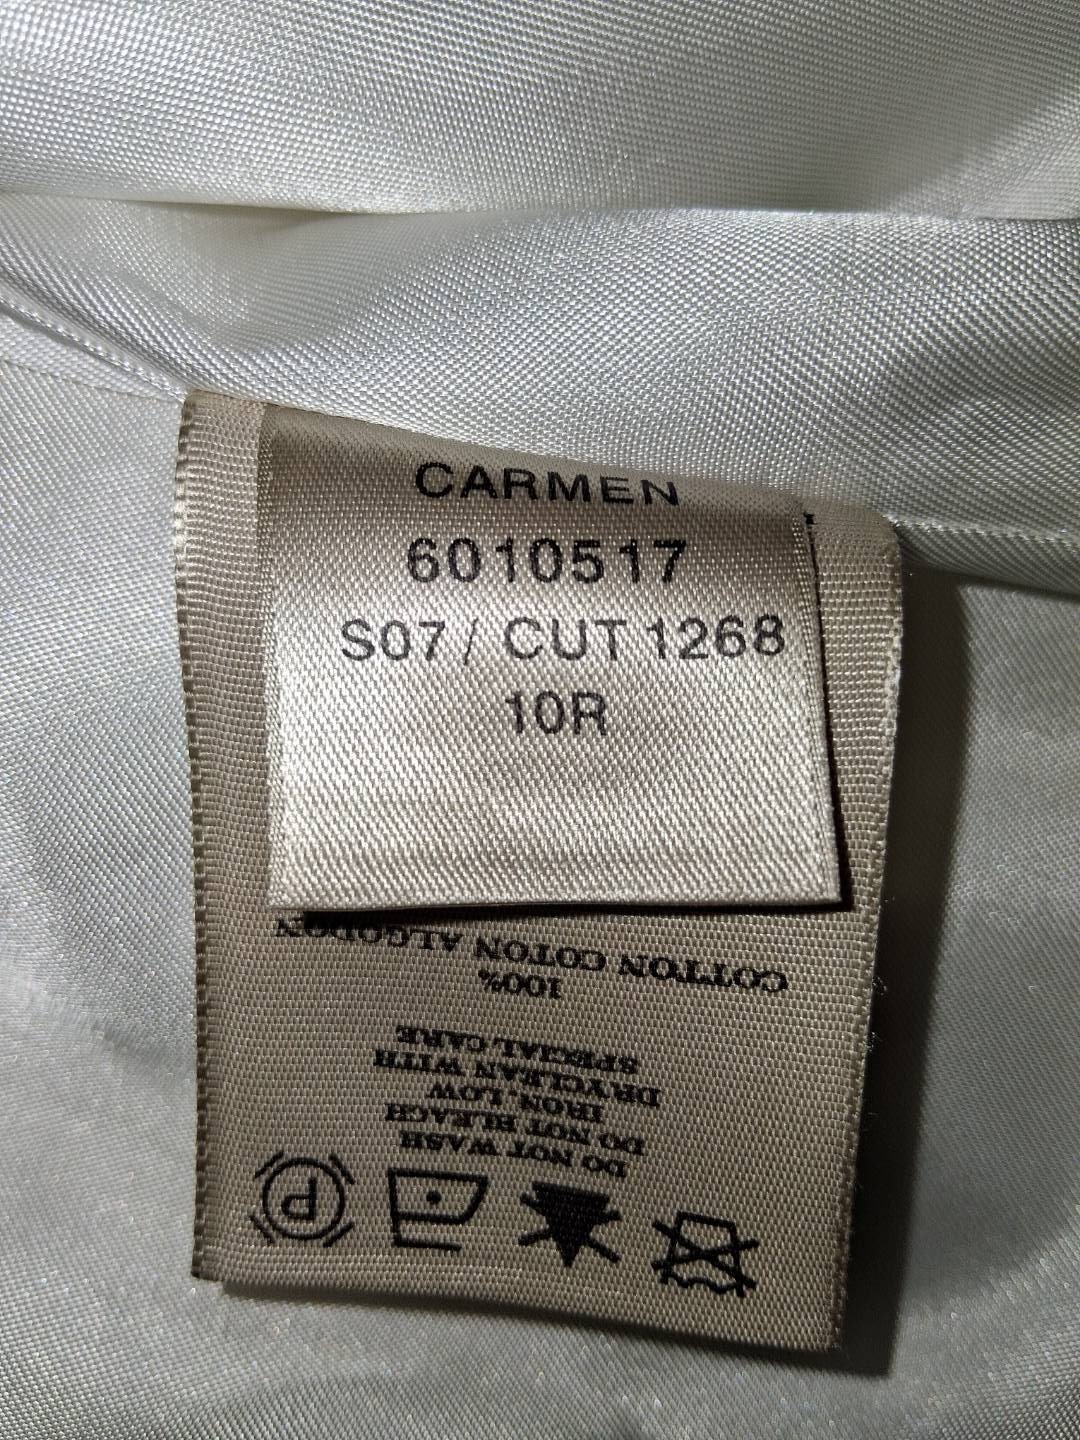 CARMEN
6010517
S07 / CUT 1268
10R
DO NOT WASH
DO NOT BLEACH
IRON, LOW
DRYCLEAN WITH
SPECIAL CARE
100%
COTTON COTON ALGODON
P